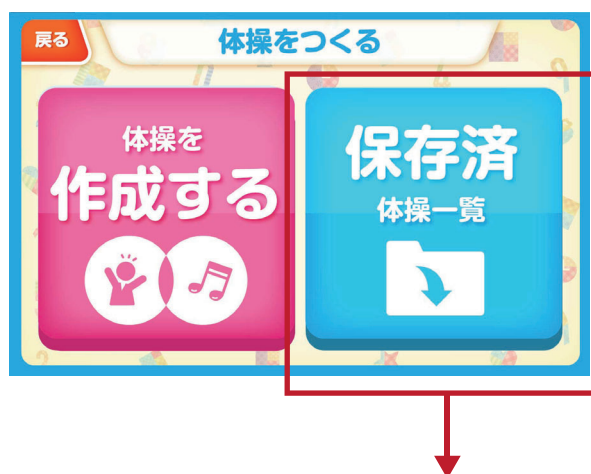 戻る
体操をつくる
体操を
作成する
保存済
体操一覧